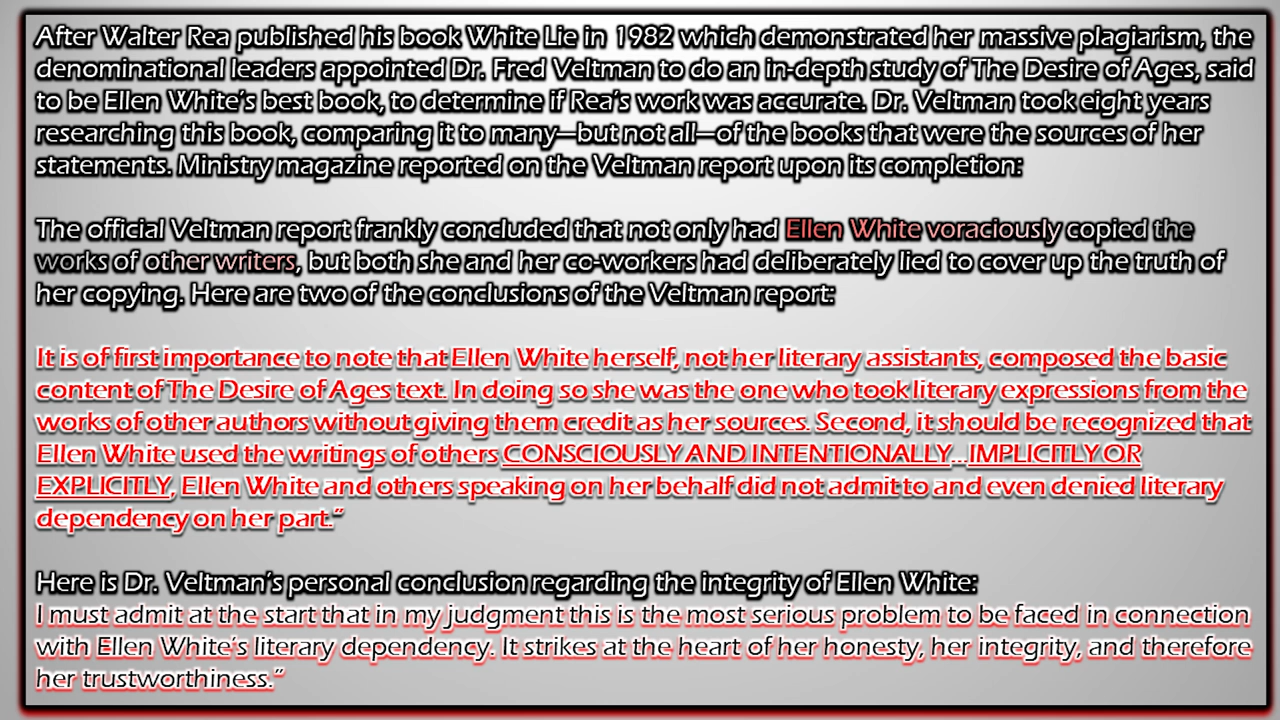 After Walter Rea published his book White Lie in 1982 which demonstrated her massive plagiarism, the
denominational leaders appointed Dr. Fred Veltman to do an in-depth study of The Desire of Ages, said
to be Ellen White's best book, to determine if Rea's work was accurate. Dr. Veltman took eight years
researching this book, comparing it to many—but not all—of the books that were the sources of her
statements. Ministry magazine reported on the Veltman report upon its completion:
The official Veltman report frankly concluded that not only had Ellen White voraciously copied the
works of other writers, but both she and her co-workers had deliberately lied to cover up the truth of
her copying. Here are two of the conclusions of the Veltman report:
It is of first importance to note that Ellen White herself, not her literary assistants, composed the basic
content of The Desire of Ages text. In doing so she was the one who took literary expressions from the
works of other authors without giving them credit as her sources. Second, it should be recognized that
Ellen White used the writings of others CONSCIOUSLY AND INTENTIONALLY...IMPLICITLY OR
EXPLICITLY, Ellen White and others speaking on her behalf did not admit to and even denied literary
dependency on her part.”
Here is Dr. Veltman's personal conclusion regarding the integrity of Ellen White:
I must admit at the start that in my judgment this is the most serious problem to be faced in connection
with Ellen White's literary dependency. It strikes at the heart of her honesty, her integrity, and therefore
her trustworthiness.”